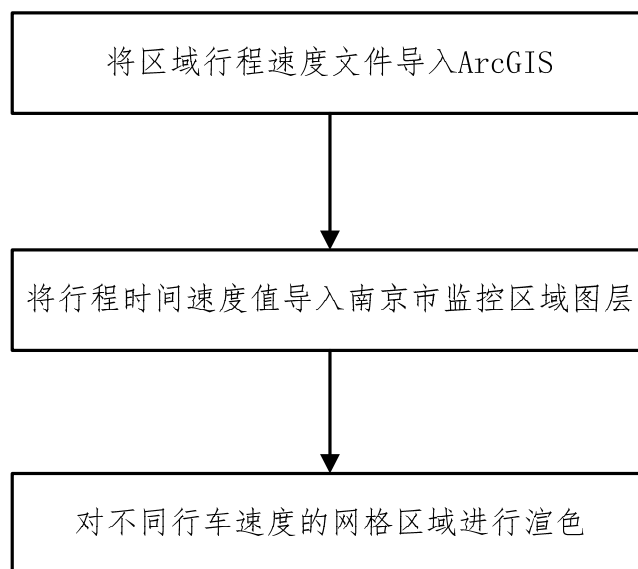 将区域行程速度文件导入ArcGIS
将行程时间速度值导入南京市监控区域图层
对不同行车速度的网格区域进行渲色